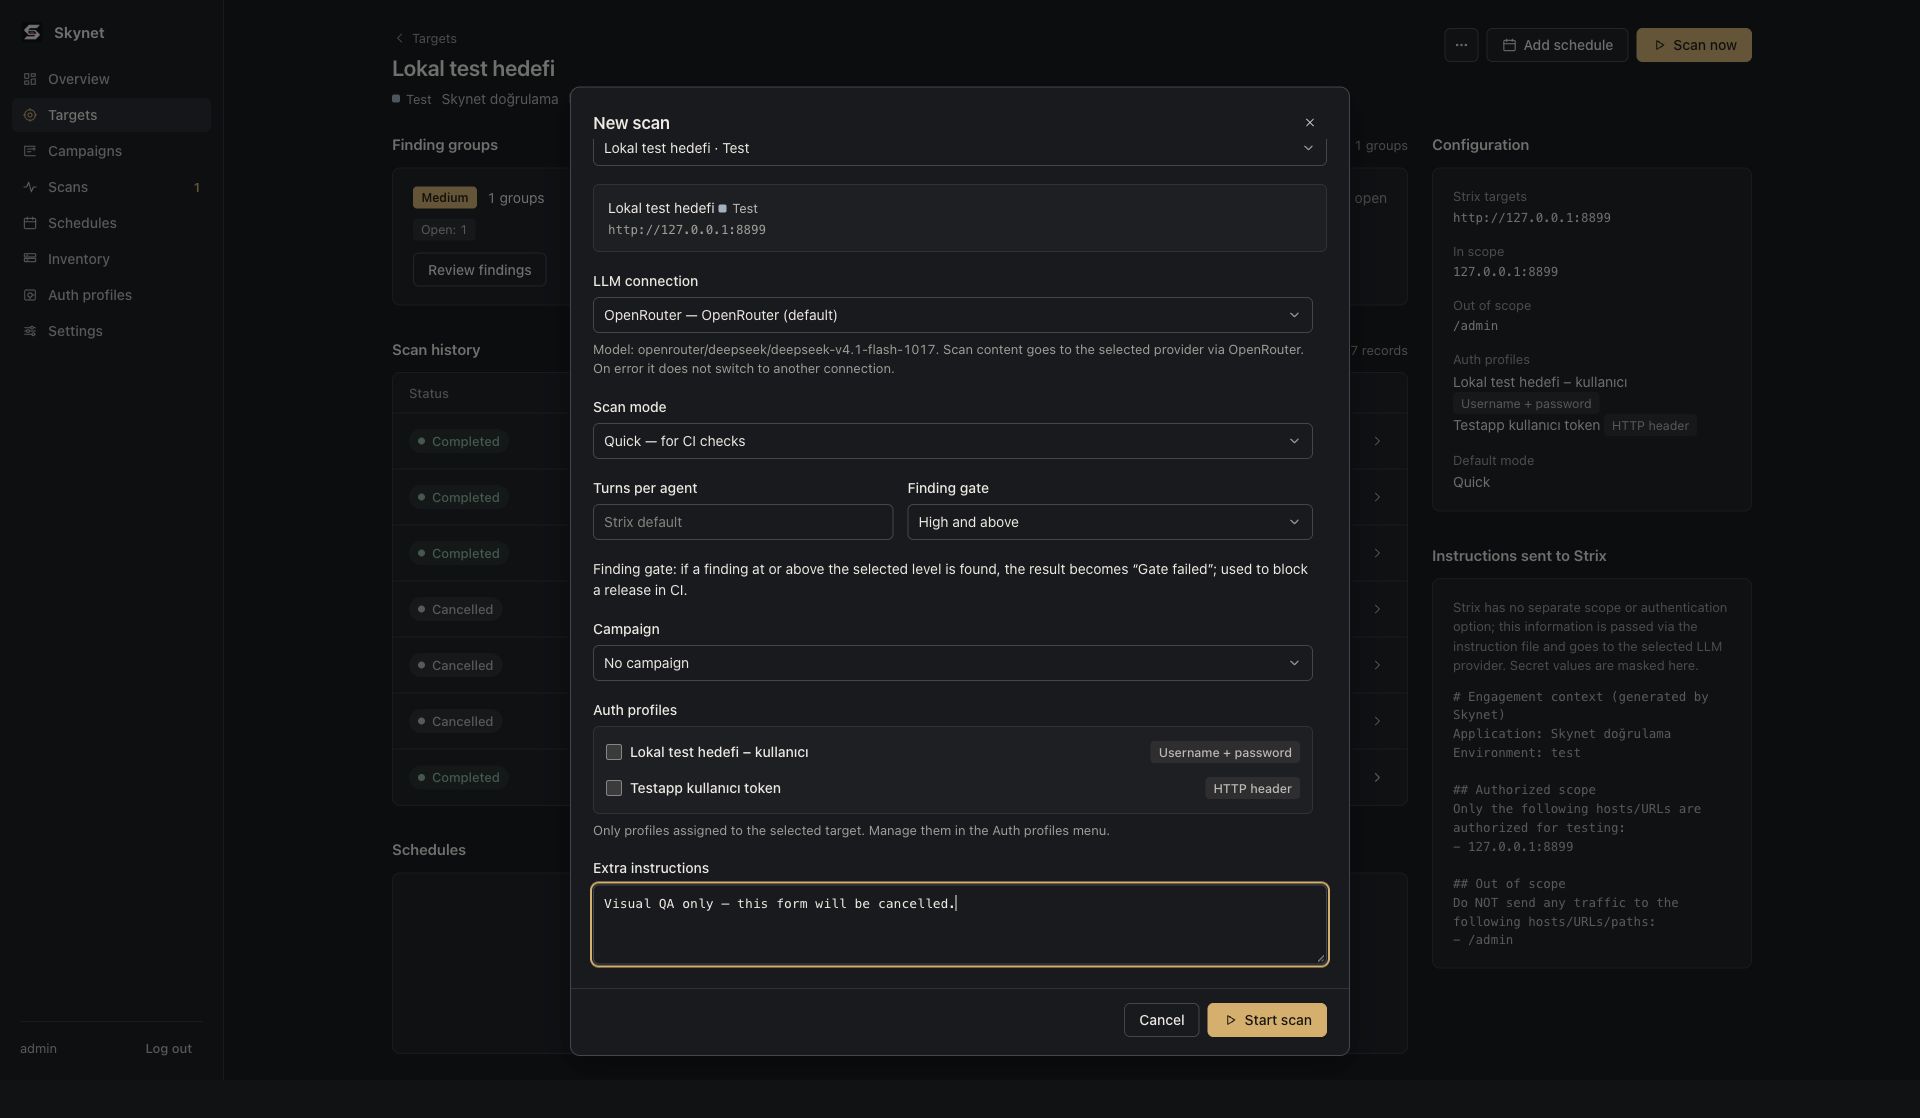 Skynet
Overview
Targets
Campaigns
Scans 1
Schedules
Inventory
Auth profiles
Settings
admin
Log out
Targets
Lokal test hedefi
Test Skynet doğrulama
Add schedule
Scan now
Finding groups
1 groups
Medium 1 groups
open
Open: 1
Review findings
Scan history
7 records
Status
Completed
Completed
Completed
Cancelled
Cancelled
Cancelled
Completed
Schedules
New scan
Lokal test hedefi · Test
Lokal test hedefi Test
http://127.0.0.1:8899
LLM connection
OpenRouter — OpenRouter (default)
Model: openrouter/deepseek/deepseek-v4.1-flash-1017. Scan content goes to the selected provider via OpenRouter.
On error it does not switch to another connection.
Scan mode
Quick — for CI checks
Turns per agent
Strix default
Finding gate
High and above
Finding gate: if a finding at or above the selected level is found, the result becomes “Gate failed”; used to block
a release in CI.
Campaign
No campaign
Auth profiles
Lokal test hedefi – kullanıcı Username + password
Testapp kullanıcı token HTTP header
Only profiles assigned to the selected target. Manage them in the Auth profiles menu.
Extra instructions
Visual QA only — this form will be cancelled.
Cancel
Start scan
Configuration
Strix targets
http://127.0.0.1:8899
In scope
127.0.0.1:8899
Out of scope
/admin
Auth profiles
Lokal test hedefi – kullanıcı
Username + password
Testapp kullanıcı token HTTP header
Default mode
Quick
Instructions sent to Strix
Strix has no separate scope or authentication
option; this information is passed via the
instruction file and goes to the selected LLM
provider. Secret values are masked here.
# Engagement context (generated by
Skynet)
Application: Skynet doğrulama
Environment: test
## Authorized scope
Only the following hosts/URLs are
authorized for testing:
- 127.0.0.1:8899
## Out of scope
Do NOT send any traffic to the
following hosts/URLs/paths:
- /admin